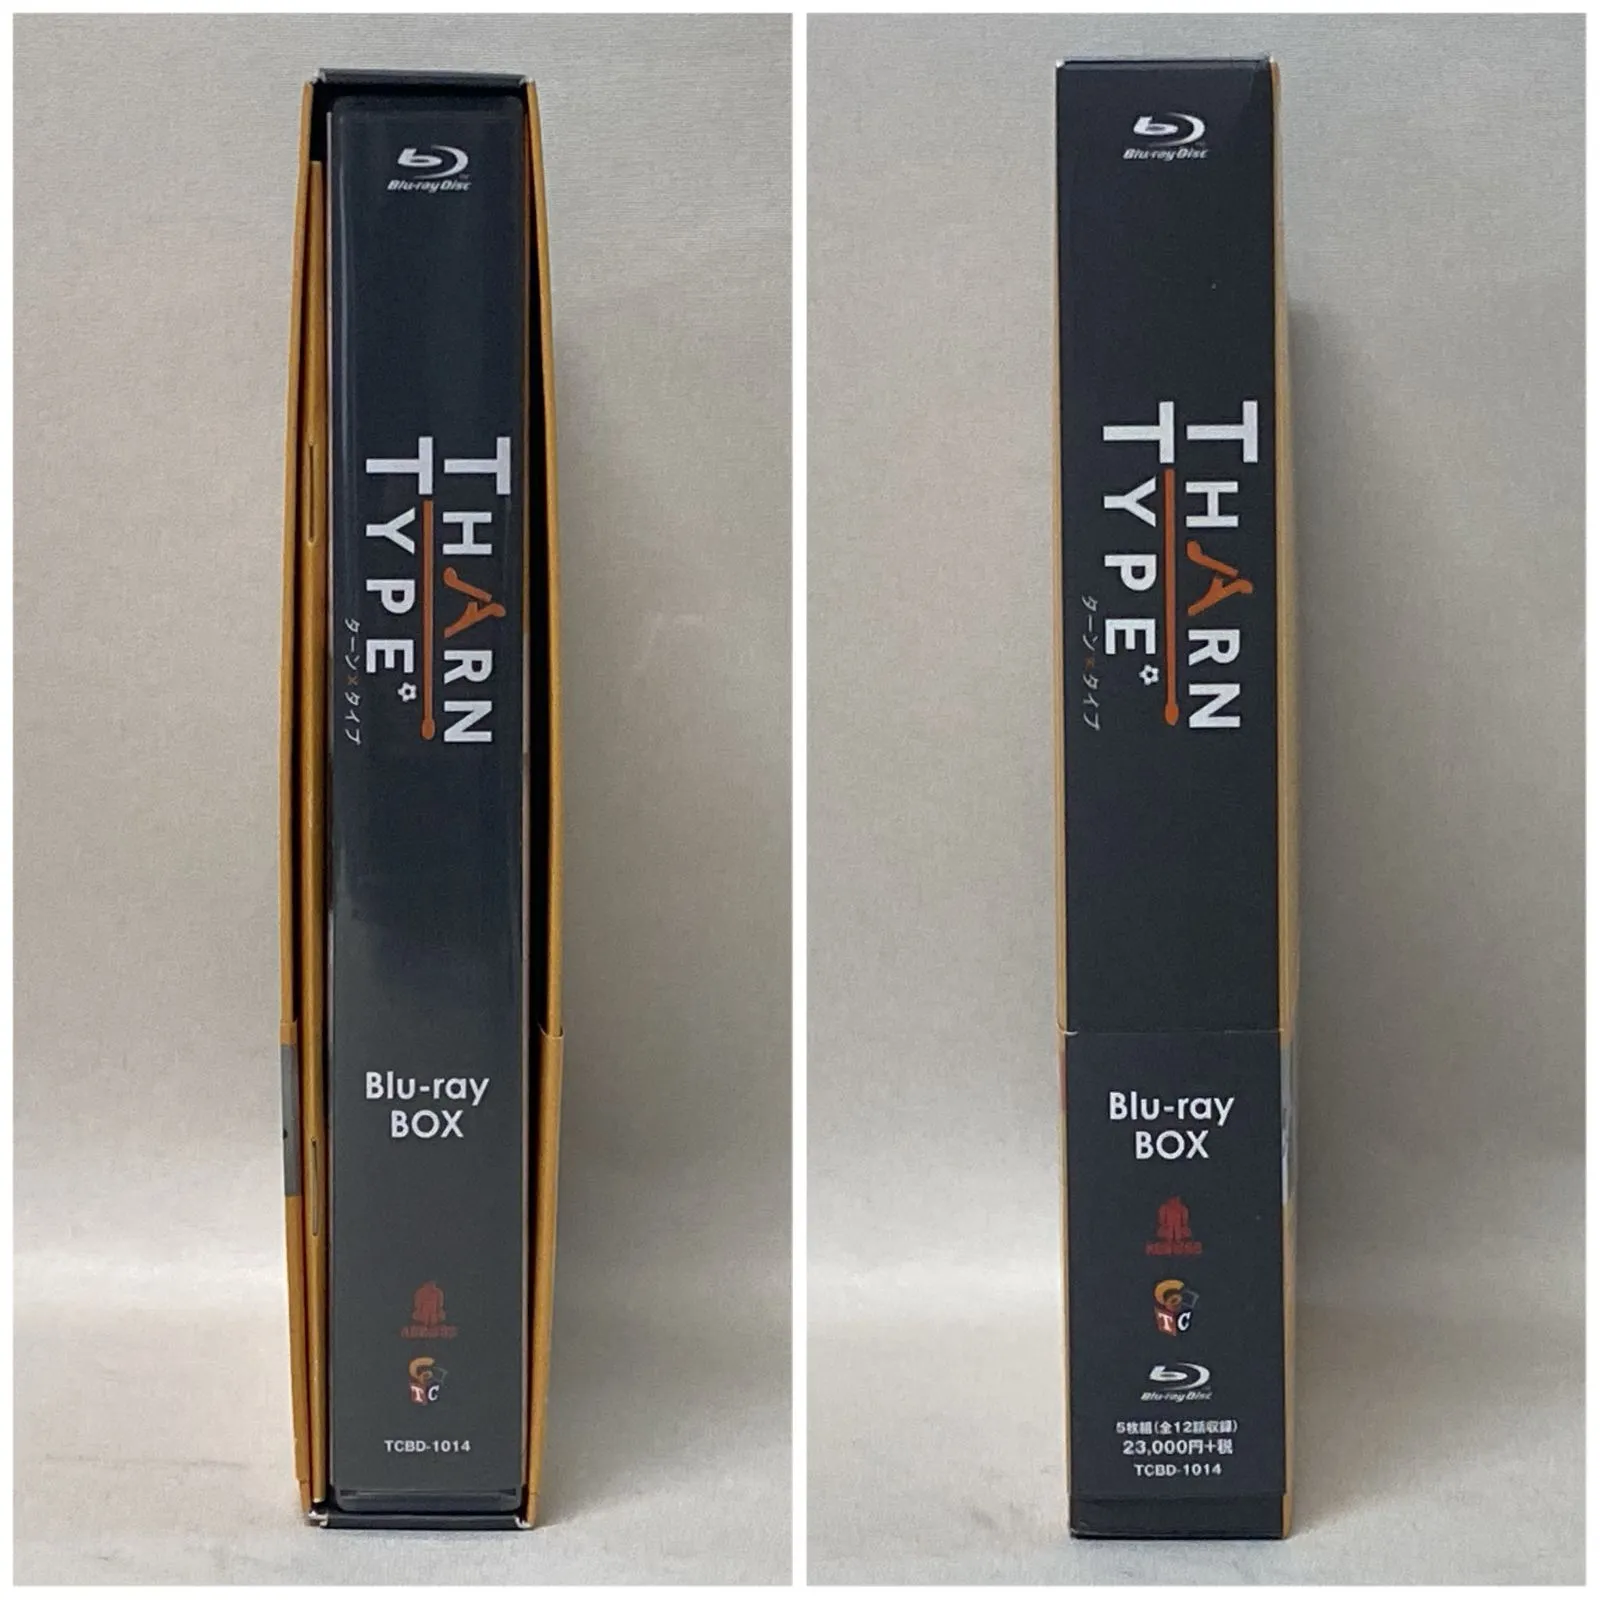 Blu-ray Disc
THARN
TYPE
ターン×タイプ
Blu-ray
BOX
TC
TCBD-1014
Blu-ray Disc
THARN
TYPE
ターン×タイプ
Blu-ray
BOX
TC
Blu-ray Disc
5枚組(全12話収録)
23,000円+税
TCBD-1014